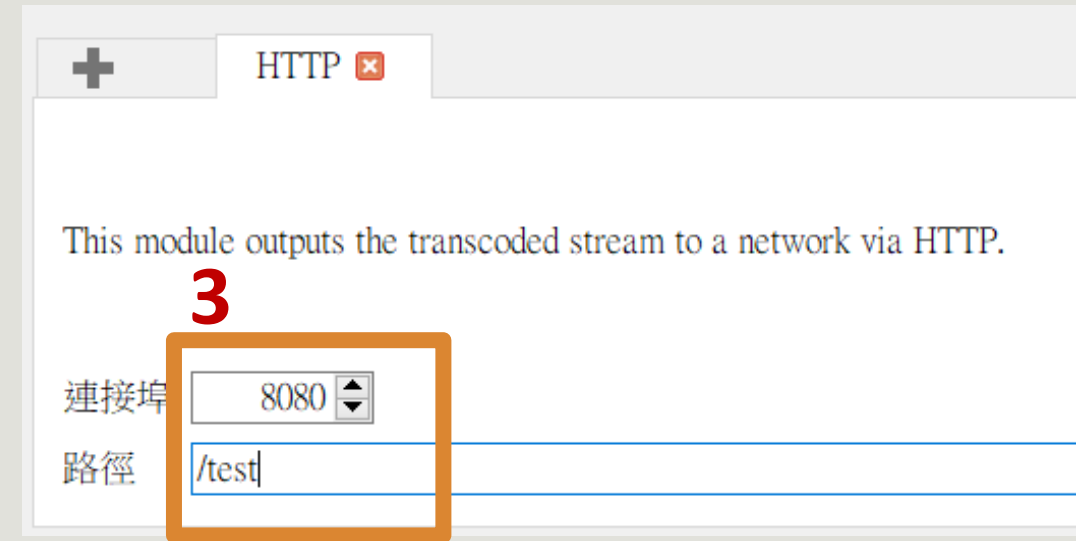 HTTP
This module outputs the transcoded stream to a network via HTTP.
3
連接埠 8080
路徑 /test